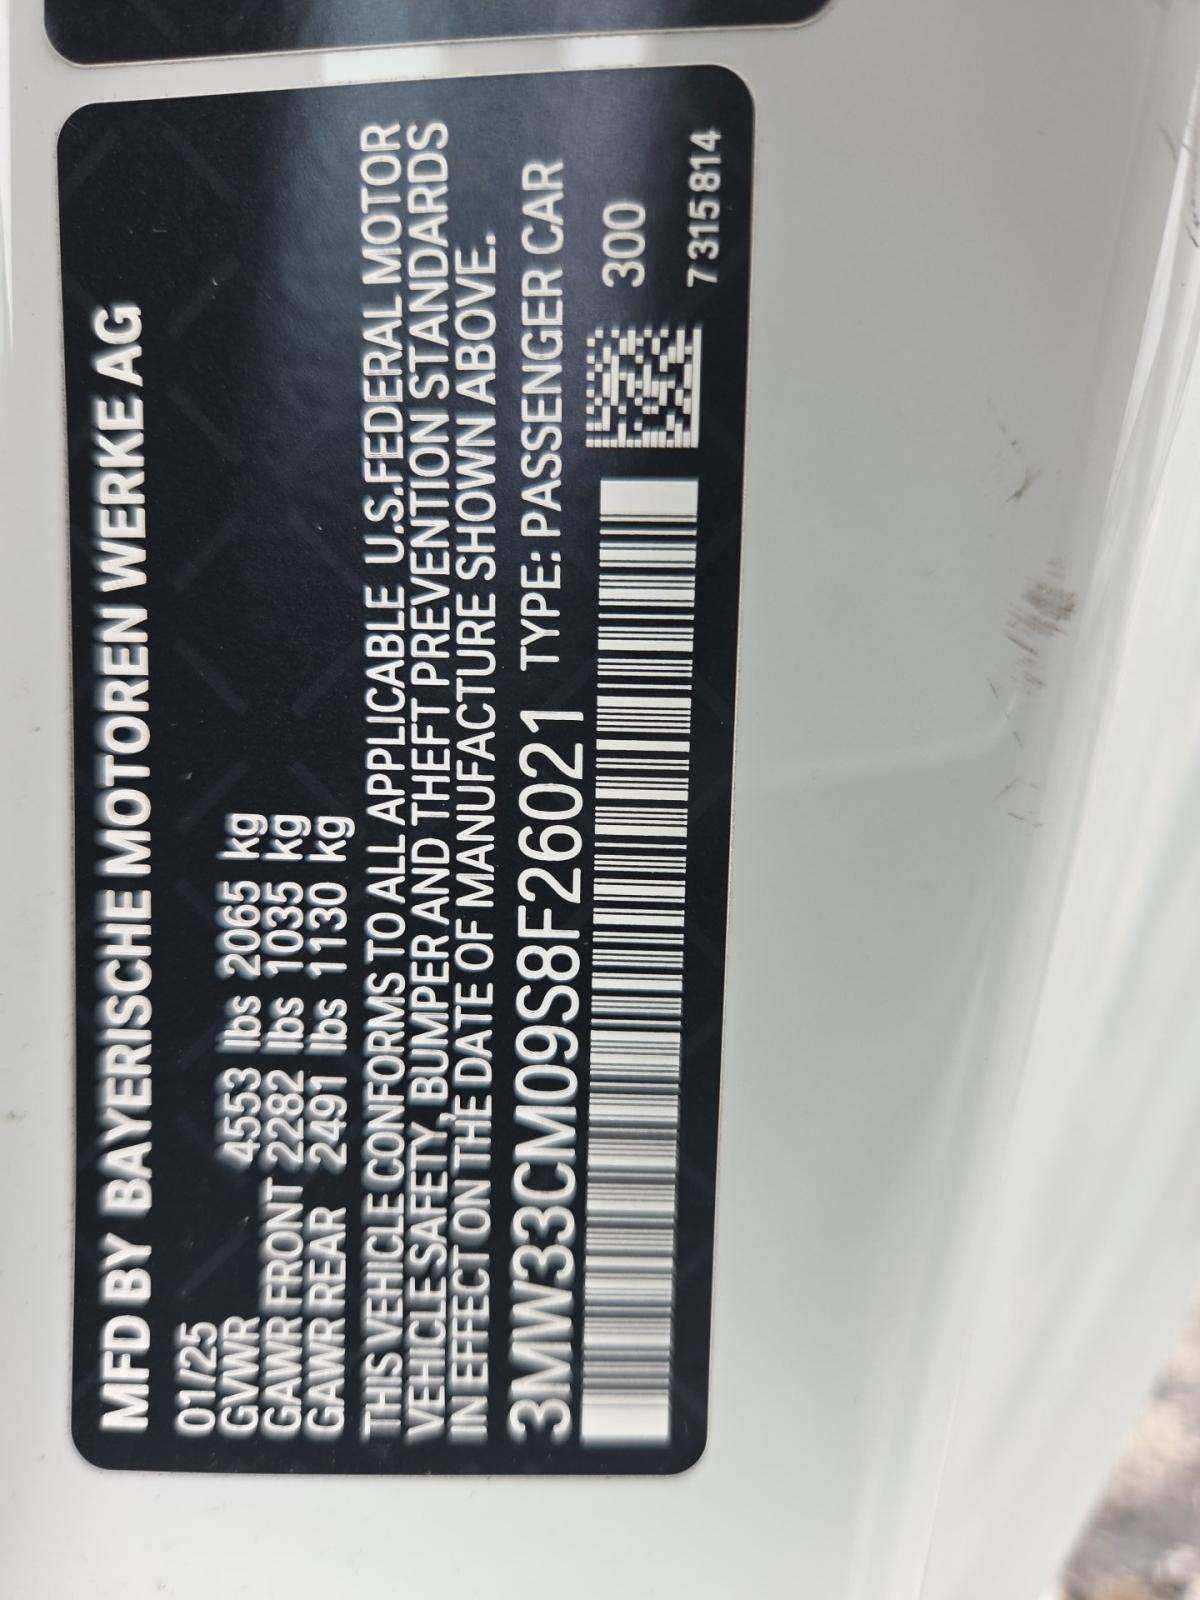 MFD BY BAYERISCHE MOTOREN WERKE AG
01/25
GVWR 4553 lbs 2065 kg
GAWR FRONT 2282 lbs 1035 kg
GAWR REAR 2491 lbs 1130 kg
THIS VEHICLE CONFORMS TO ALL APPLICABLE U.S.FEDERAL MOTOR
VEHICLE SAFETY, BUMPER AND THEFT PREVENTION STANDARDS
IN EFFECT ON THE DATE OF MANUFACTURE SHOWN ABOVE.
3MW33CM09S8F26021 TYPE: PASSENGER CAR
300
7315814